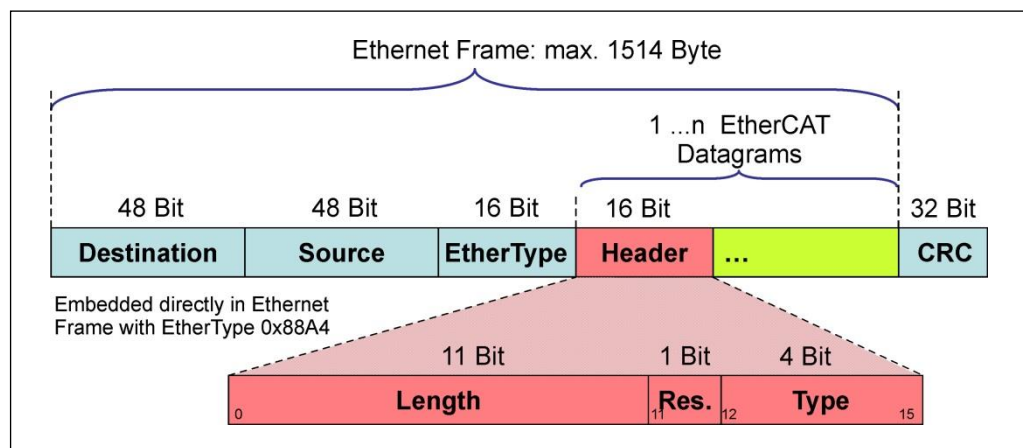 Ethernet Frame: max. 1514 Byte
1 ...n EtherCAT
Datagrams
48 Bit
48 Bit
16 Bit
16 Bit
32 Bit
Destination
Source
EtherType
Header
...
CRC
Embedded directly in Ethernet
Frame with EtherType 0x88A4
11 Bit
1 Bit
4 Bit
Length
Res.
Type
0
11
12
15